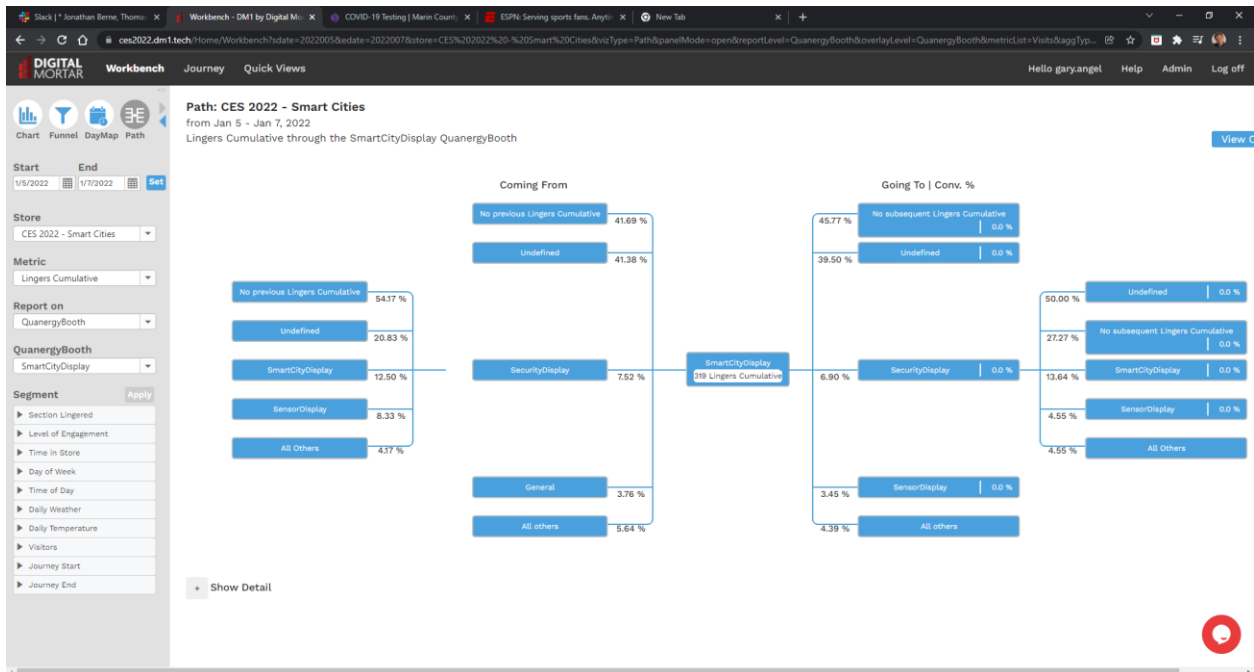 Slack | * Jonathan Berne, Thoma
Workbench - DM1 by Digital Mo
COVID-19 Testing | Marin County
ESPN: Serving sports fans. Anytim
New Tab
ces2022.dm1.tech/Home/Workbench?sdate=2022005&edate=2022007&store=CES%202022%20-%20Smart%20Cities&vizType=Path&panelMode=open&reportLevel=QuanergyBooth&overlayLevel=QuanergyBooth&metricList=Visits&aggTyp...
DIGITAL
MORTAR
Workbench
Journey
Quick Views
Hello gary.angel
Help
Admin
Log off
<<
Chart
Funnel
DayMap
Path
Start
End
1/5/2022
1/7/2022
Set
Store
CES 2022 - Smart Cities
Metric
Lingers Cumulative
Report on
QuanergyBooth
QuanergyBooth
SmartCityDisplay
Segment
Apply
Section Lingered
Level of Engagement
Time in Store
Day of Week
Time of Day
Daily Weather
Daily Temperature
Visitors
Journey Start
Journey End
Path: CES 2022 - Smart Cities
from Jan 5 - Jan 7, 2022
Lingers Cumulative through the SmartCityDisplay QuanergyBooth
View C
Coming From
Going To | Conv. %
No previous Lingers Cumulative
54.17 %
Undefined
20.83 %
SmartCityDisplay
12.50 %
SensorDisplay
8.33 %
All Others
4.17 %
No previous Lingers Cumulative
41.69 %
Undefined
41.38 %
SecurityDisplay
7.52 %
General
3.76 %
All others
5.64 %
SmartCityDisplay
319 Lingers Cumulative
45.77 %
No subsequent Lingers Cumulative
0.0 %
39.50 %
Undefined
0.0 %
6.90 %
SecurityDisplay
0.0 %
3.45 %
SensorDisplay
0.0 %
4.39 %
All others
50.00 %
Undefined
0.0 %
27.27 %
No subsequent Lingers Cumulative
0.0 %
13.64 %
SmartCityDisplay
0.0 %
4.55 %
SensorDisplay
0.0 %
4.55 %
All Others
+ Show Detail